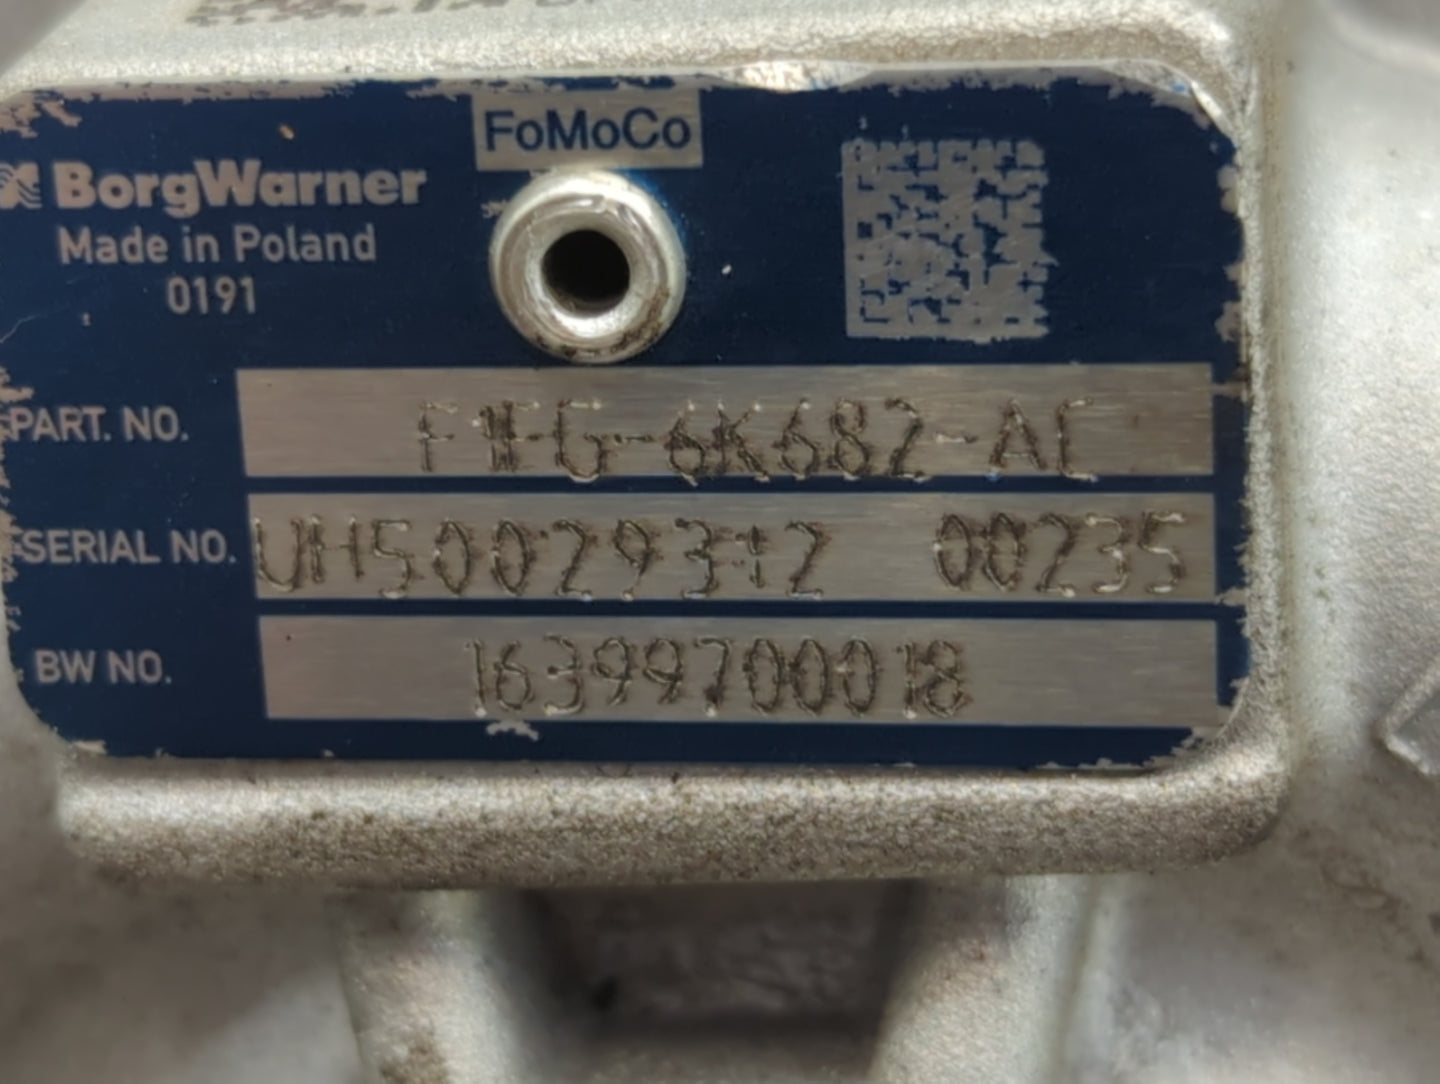 FoMoCo
BorgWarner
Made in Poland
0191
PART. NO. F1FG-6K682-AC
SERIAL NO. UH50029312 00235
BW NO. 16399700018